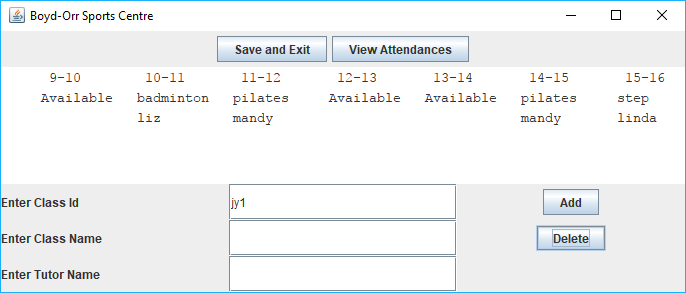 Boyd-Orr Sports Centre
Save and Exit View Attendances
9-10 10-11 11-12 12-13 13-14 14-15 15-16
Available badminton pilates Available Available pilates step
liz mandy mandy linda
Enter Class Id jy1 Add
Enter Class Name Delete
Enter Tutor Name